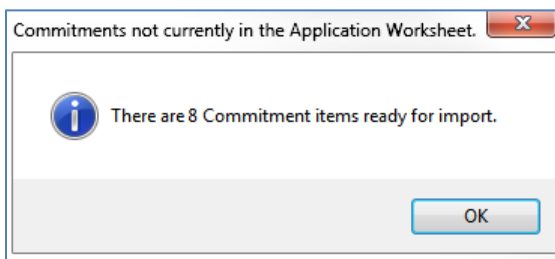 Commitments not currently in the Application Worksheet.
There are 8 Commitment items ready for import.
OK